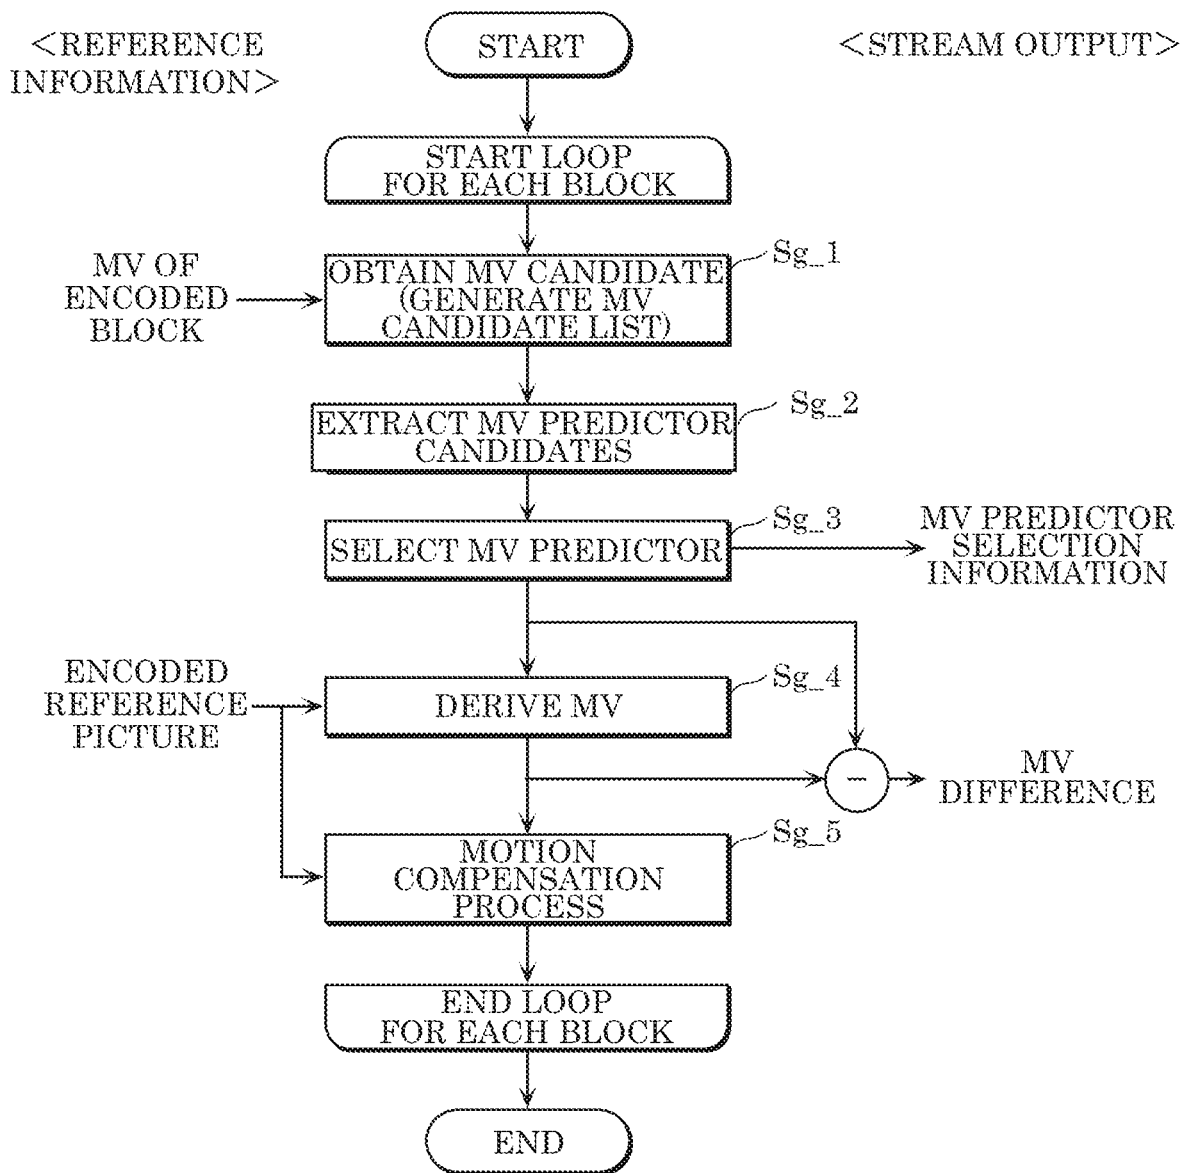 <REFERENCE
INFORMATION>
START
<STREAM OUTPUT>
START LOOP
FOR EACH BLOCK
MV OF
ENCODED
BLOCK
OBTAIN MV CANDIDATE
(GENERATE MV
CANDIDATE LIST)
Sg_1
EXTRACT MV PREDICTOR
CANDIDATES
Sg_2
SELECT MV PREDICTOR
Sg_3
MV PREDICTOR
SELECTION
INFORMATION
ENCODED
REFERENCE
PICTURE
DERIVE MV
Sg_4
−
MV
DIFFERENCE
MOTION
COMPENSATION
PROCESS
Sg_5
END LOOP
FOR EACH BLOCK
END